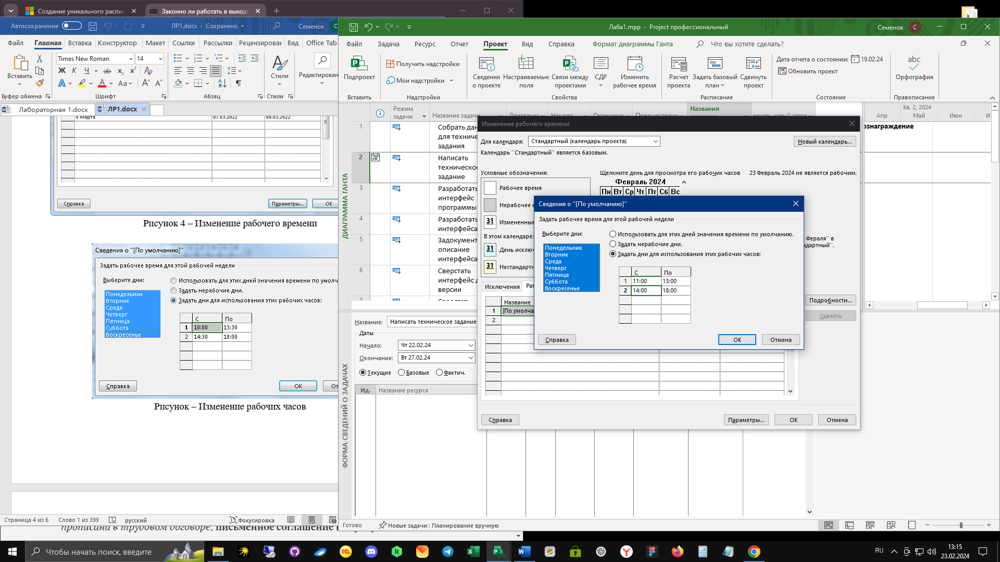 Создание уникального распис
Законно ли работать в выходн
Автосохранение
ЛР1.docx - Сохранено
Семенов
Файл
Главная
Вставка
Конструктор
Макет
Ссылки
Рассылки
Рецензирован
Вид
Office Tab
Вставить
Times New Roman
14
Стили
Редактирован
Буфер обмена
Шрифт
Абзац
Стили
Лабораторная 1.docx
ЛР1.docx
8 Марта 07.03.2022 08.03.2022
Справка
Параметры...
ОК
Рисунок 4 – Изменение рабочего времени
Сведения о "[По умолчанию]"
Задать рабочее время для этой рабочей недели
Выберите дни:
Понедельник
Вторник
Среда
Четверг
Пятница
Суббота
Воскресенье
Использовать для этих дней значения времени по умолч
Задать нерабочие дни.
Задать дни для использования этих рабочих часов:
С По
1 10:00 13:30
2 14:30 18:00
Справка
ОК
От
Рисунок – Изменение рабочих часов
Страница 4 из 6
Слово 1 из 399
русский
Фокусировка
прописана в трудовом договоре, письменное соглашение
Лаба1.mpp - Project профессиональный
Семенов
С
Файл
Задача
Ресурс
Отчет
Проект
Вид
Справка
Формат диаграммы Ганта
Что вы хотите сделать?
Подпроект
Получить надстройки
Мои надстройки
Сведения о проекте
Настраиваемые поля
Связи между проектами
СДР
Изменить рабочее время
Расчет проекта
Задать базовый план
Сдвинуть проект
Дата отчета о состоянии:
19.02.24
Обновить проект
abc
Орфография
Вставить
Надстройки
Свойства
Расписание
Состояние
Правописание
Режим задачи
Название задачи
Длительнс
Начало
Окончани
Предшественн
Названия
Кв. 2, 2024
Апр
Май
Июн
ознаграждение
ДИАГРАММА ГАНТА
1 Собрать дан
для техниче
задания
2 Написать
техническо
задание
3 Разработать
интерфейс
программы
4 Разработать
интерфейса
5 Задокумент
описание
интерфейса
6 Сверстать
интерфейс д
версии
7
ФОРМА СВЕДЕНИЙ О ЗАДАЧАХ
Название:
Написать техническое задание
Даты
Начало:
Чт 22.02.24
Окончание:
Вт 27.02.24
Текущие
Базовые
Фактич.
Ид.
Название ресурса
Изменение рабочего времени
Для календаря:
Стандартный (календарь проекта)
Новый календарь...
Календарь "Стандартный" является базовым.
Условные обозначения:
Рабочее время
Нерабочее в
31 Измененные
В этом календаре:
31 День исключ
31 Нестандартн
Щелкните день для просмотра его рабочих часов
23 Февраль 2024 не является рабочим.
Февраль 2024
Пн Вт Ср Чт Пт Сб Вс
Фераля" в
ндартный".
Исключения
Раб
Название
1 [По умолча
2
Подробности...
Удалить
Справка
Параметры...
ОК
Отмена
Сведения о "[По умолчанию]"
Задать рабочее время для этой рабочей недели
Выберите дни:
Понедельник
Вторник
Среда
Четверг
Пятница
Суббота
Воскресенье
Использовать для этих дней значения времени по умолчанию.
Задать нерабочие дни.
Задать дни для использования этих рабочих часов:
С По
1 11:00 13:00
2 14:00 18:00
Справка
ОК
Отмена
Готово
Новые задачи : Планирование вручную
Чтобы начать поиск, введите
RU
13:15
23.02.2024